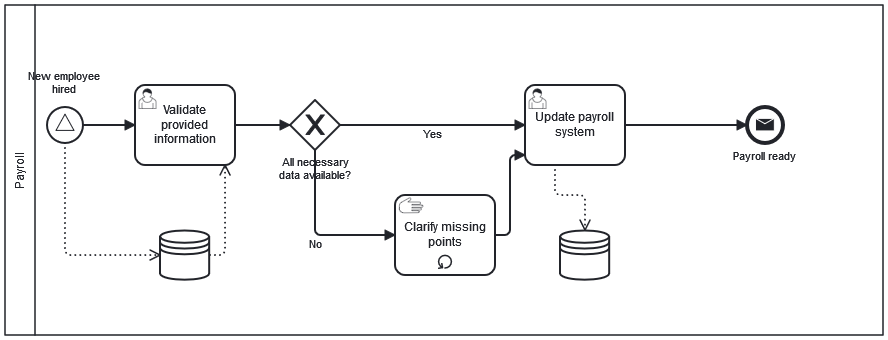 Payroll
New employee
hired
Validate
provided
information
All necessary
data available?
Yes
No
Clarify missing
points
Update payroll
system
Payroll ready